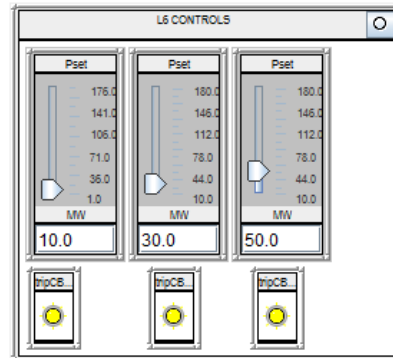 L6 CONTROLS
Pset
176.0
141.0
106.0
71.0
36.0
1.0
MW
10.0
Pset
180.0
146.0
112.0
78.0
44.0
10.0
MW
30.0
Pset
180.0
146.0
112.0
78.0
44.0
10.0
MW
50.0
tripCB...
tripCB...
tripCB...